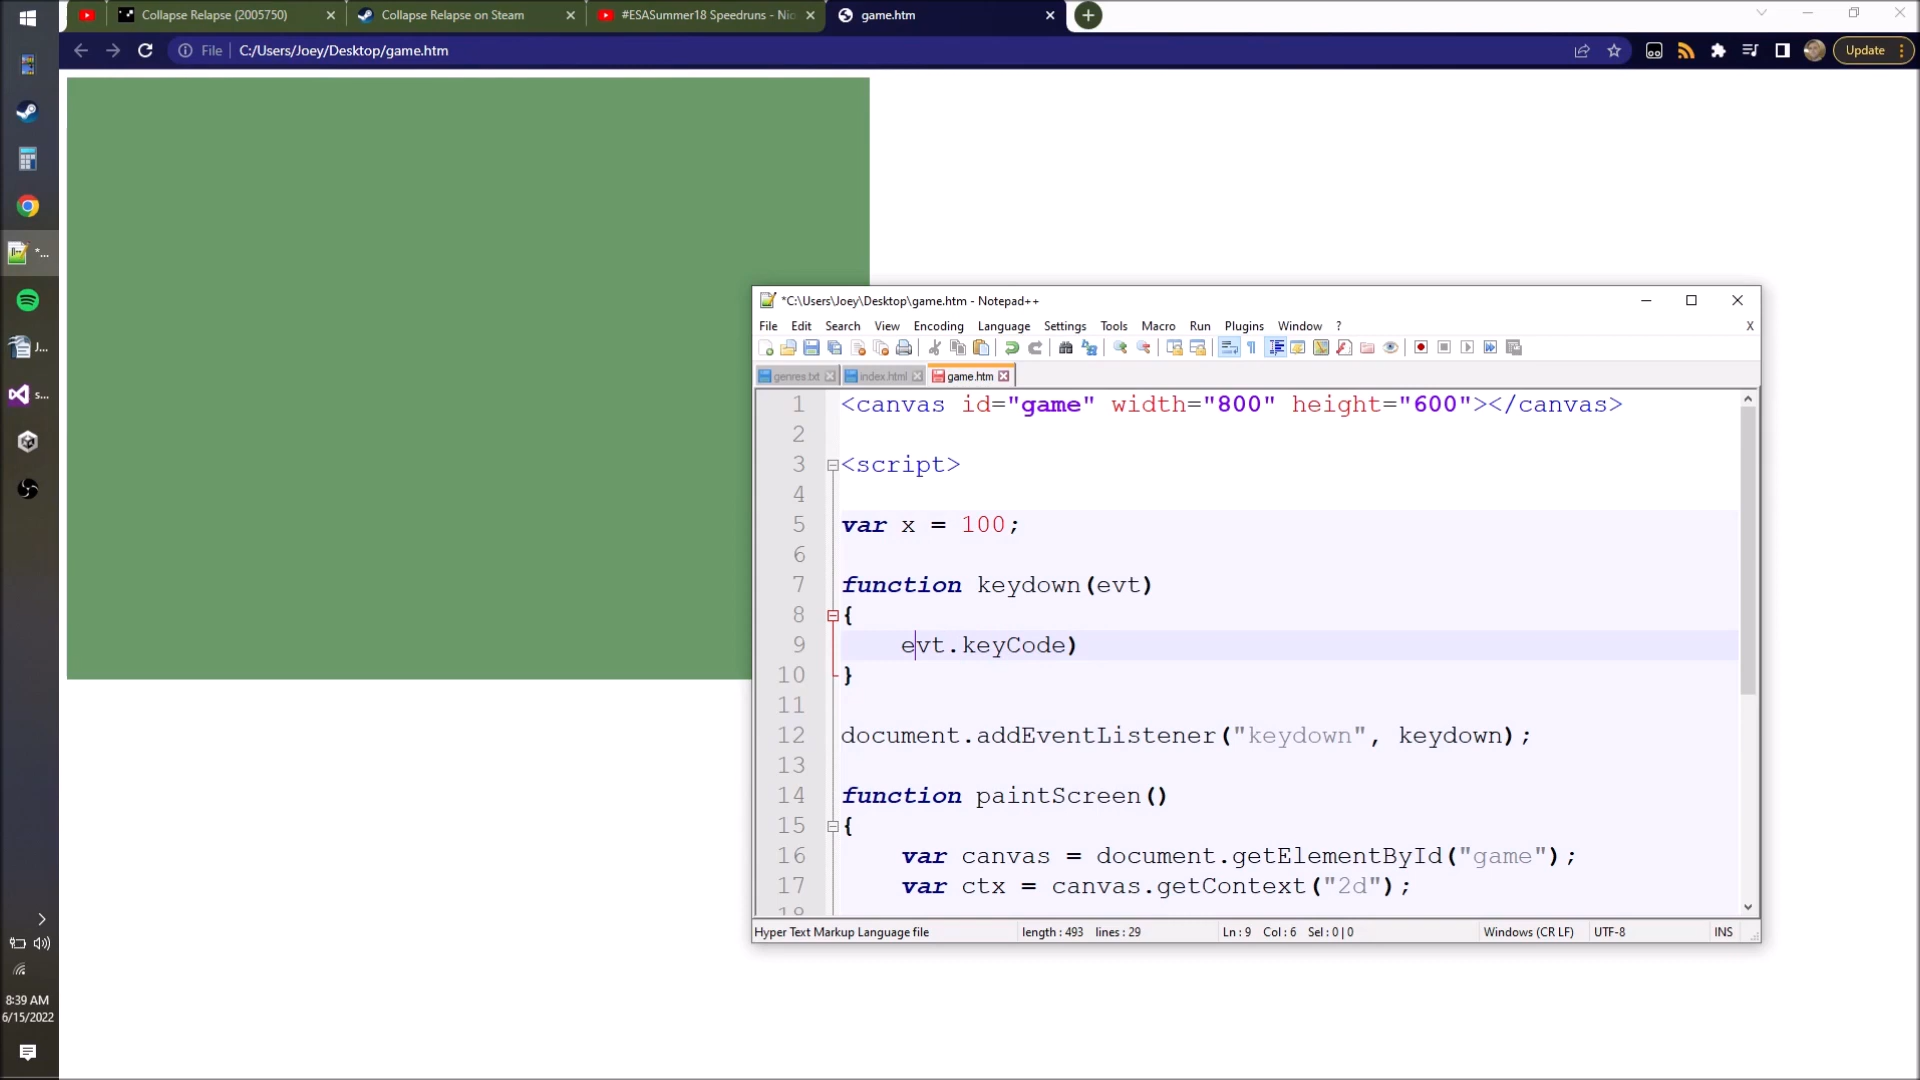 Collapse Relapse (2005750)
Collapse Relapse on Steam
#ESASummer18 Speedruns - Nic
game.htm
File
C:/Users/Joey/Desktop/game.htm
Update
*C:\Users\Joey\Desktop\game.htm - Notepad++
File Edit Search View Encoding Language Settings Tools Macro Run Plugins Window ? X
genres.txt
index.html
game.htm
1 <canvas id="game" width="800" height="600"></canvas>
2
3 <script>
4
5 var x = 100;
6
7 function keydown(evt)
8 {
9 evt.keyCode)
10 }
11
12 document.addEventListener("keydown", keydown);
13
14 function paintScreen()
15 {
16 var canvas = document.getElementById("game");
17 var ctx = canvas.getContext("2d");
18
Hyper Text Markup Language file length : 493 lines : 29 Ln : 9 Col : 6 Sel : 0 | 0 Windows (CR LF) UTF-8 INS
*...
J...
s...
8:39 AM
6/15/2022